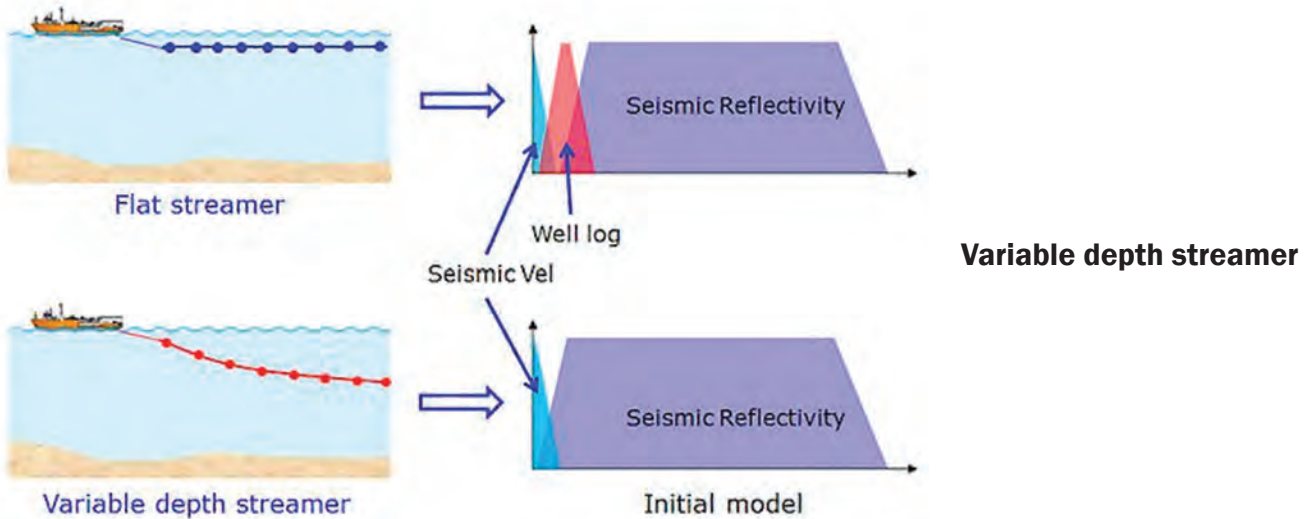 Seismic Reflectivity
Flat streamer
Well log
Seismic Vel
Variable depth streamer
Seismic Reflectivity
Variable depth streamer
Initial model